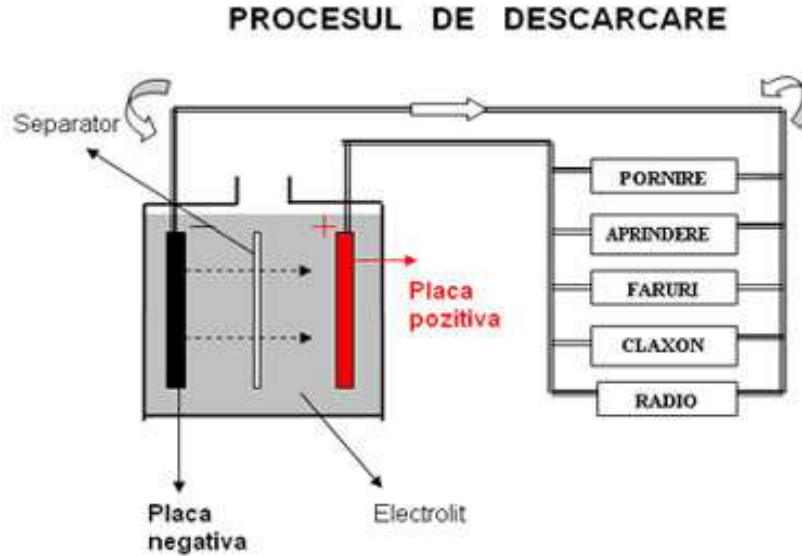 PROCESUL DE DESCARCARE
Separator
PORNIRE
− +
APRINDERE
Placa
pozitiva
FARURI
CLAXON
RADIO
Placa
negativa
Electrolit